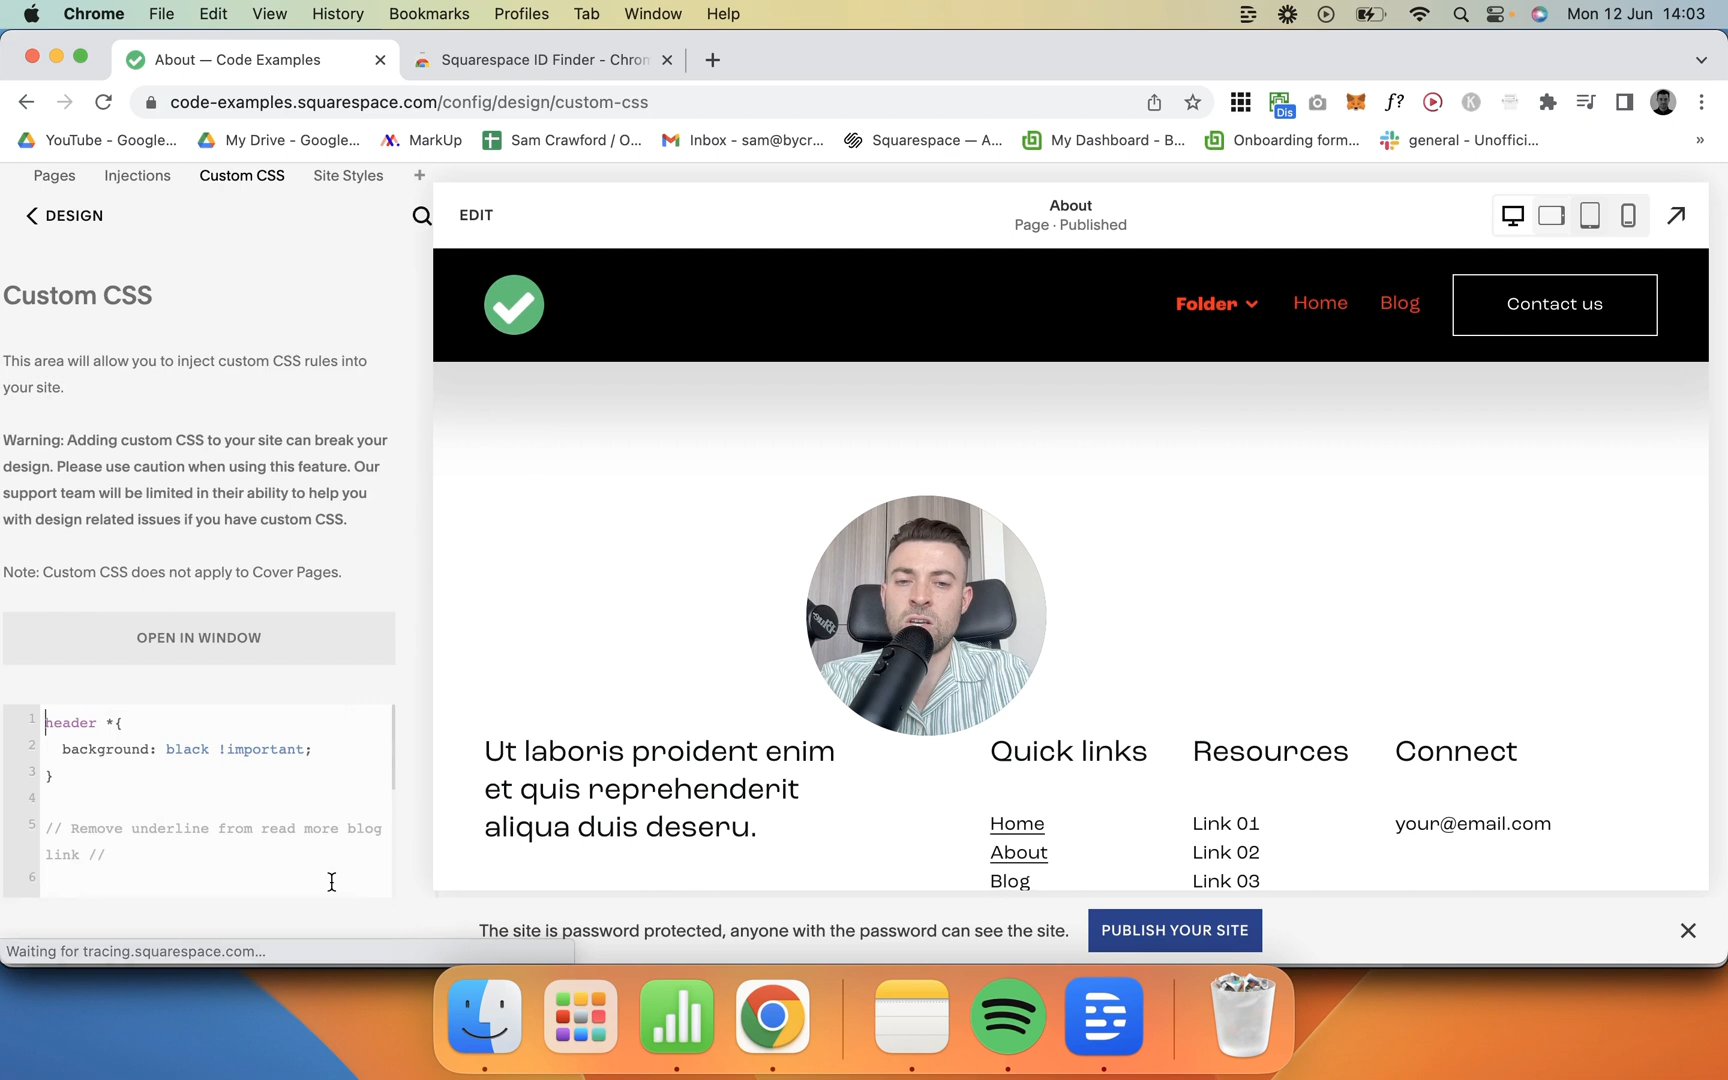 Chrome File Edit View History Bookmarks Profiles Tab Window Help Mon 12 Jun 14:03
About — Code Examples Squarespace ID Finder - Chron
code-examples.squarespace.com/config/design/custom-css f? Dis
YouTube - Google... My Drive - Google... MarkUp Sam Crawford / O... Inbox - sam@bycr... Squarespace — A... My Dashboard - B... Onboarding form... general - Unoffici... »
Pages Injections Custom CSS Site Styles +
DESIGN
EDIT
About
Page · Published
Custom CSS
This area will allow you to inject custom CSS rules into
your site.
Warning: Adding custom CSS to your site can break your
design. Please use caution when using this feature. Our
support team will be limited in their ability to help you
with design related issues if you have custom CSS.
Note: Custom CSS does not apply to Cover Pages.
OPEN IN WINDOW
1 header *{
2 background: black !important;
3 }
4
5 // Remove underline from read more blog
link //
6
Folder Home Blog Contact us
Ut laboris proident enim
et quis reprehenderit
aliqua duis deseru.
Quick links
Home
About
Blog
Resources
Link 01
Link 02
Link 03
Connect
your@email.com
The site is password protected, anyone with the password can see the site. PUBLISH YOUR SITE
Waiting for tracing.squarespace.com...